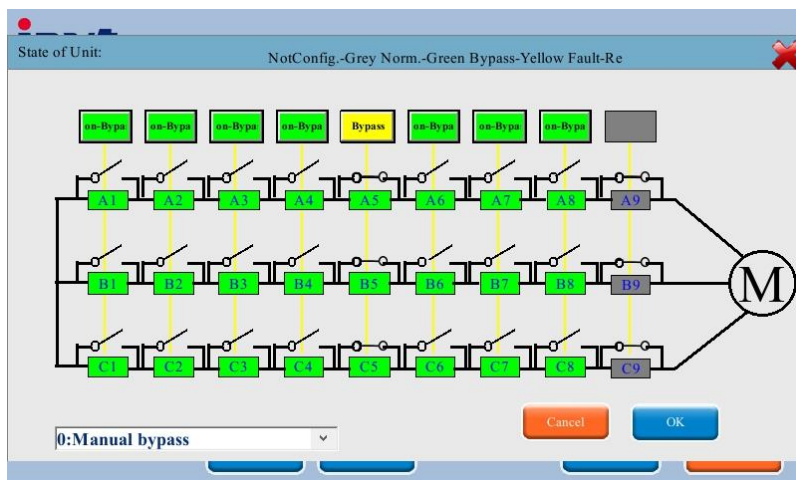 State of Unit:
NotConfig.-Grey Norm.-Green Bypass-Yellow Fault-Re
on-Bypa on-Bypa on-Bypa on-Bypa Bypass on-Bypa on-Bypa on-Bypa
A1 A2 A3 A4 A5 A6 A7 A8 A9
B1 B2 B3 B4 B5 B6 B7 B8 B9
M
C1 C2 C3 C4 C5 C6 C7 C8 C9
Cancel OK
0:Manual bypass